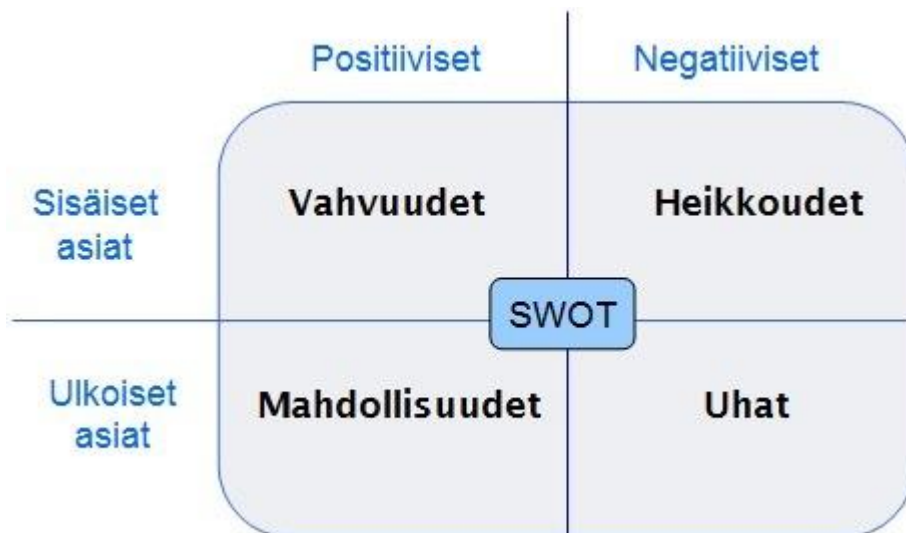 Positiiviset
Negatiiviset
Sisäiset
asiat
Vahvuudet
Heikkoudet
SWOT
Ulkoiset
asiat
Mahdollisuudet
Uhat